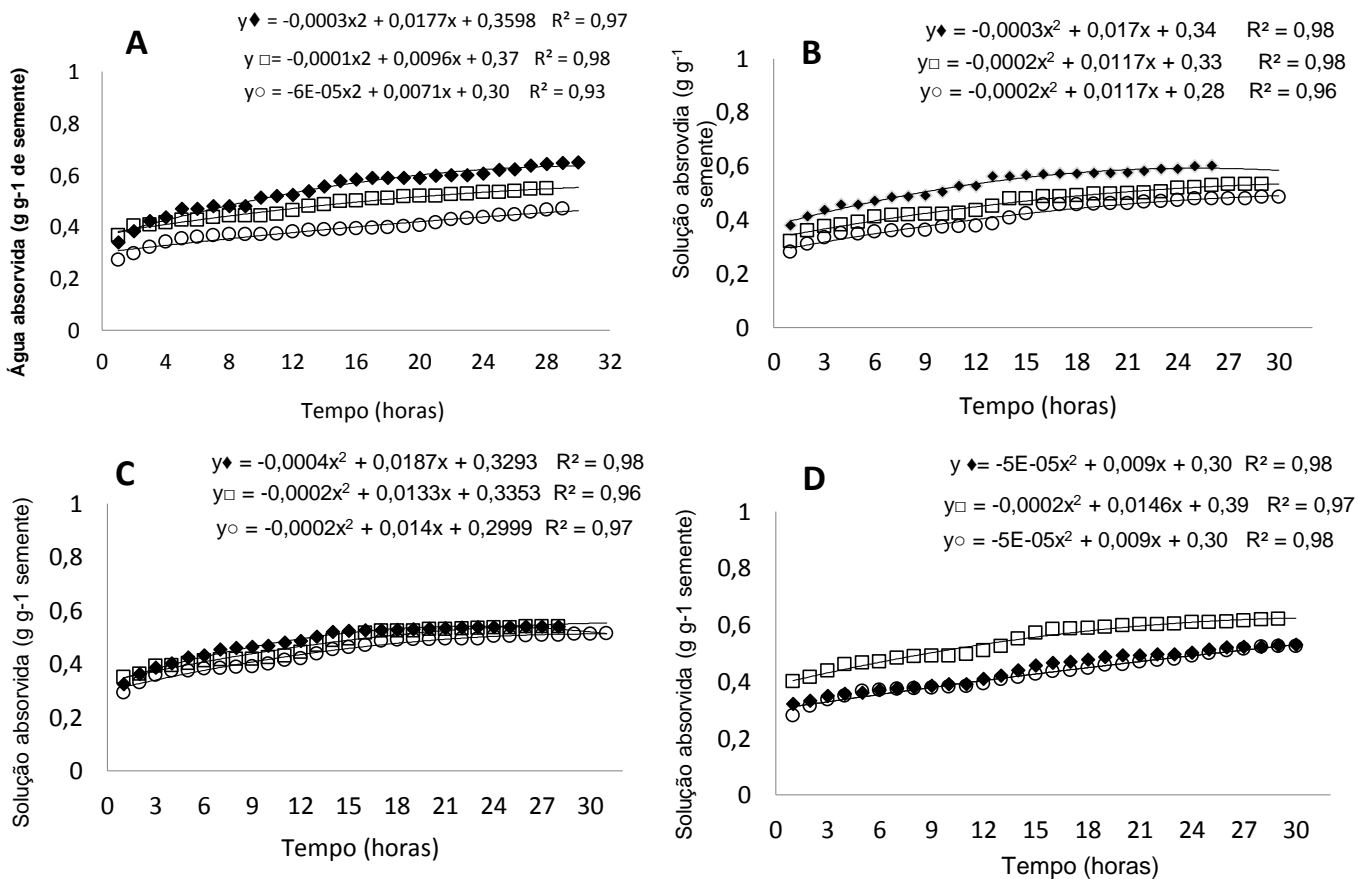 A
y◆ = -0,0003x2 + 0,0177x + 0,3598 R² = 0,97
y □= -0,0001x2 + 0,0096x + 0,37 R² = 0,98
y○ = -6E-05x2 + 0,0071x + 0,30 R² = 0,93
Água absorvida (g g-1 de semente)
1
0,8
0,6
0,4
0,2
0
0 4 8 12 16 20 24 28 32
Tempo (horas)
B
y◆ = -0,0003x² + 0,017x + 0,34 R² = 0,98
y□ = -0,0002x² + 0,0117x + 0,33 R² = 0,98
y○ = -0,0002x² + 0,0117x + 0,28 R² = 0,96
Solução absrovdia (g g⁻¹
semente)
1
0,8
0,6
0,4
0,2
0
0 3 6 9 12 15 18 21 24 27 30
Tempo (horas)
C
y◆ = -0,0004x² + 0,0187x + 0,3293 R² = 0,98
y□ = -0,0002x² + 0,0133x + 0,3353 R² = 0,96
y○ = -0,0002x² + 0,014x + 0,2999 R² = 0,97
Solução absorvida (g g-1 semente)
1
0,8
0,6
0,4
0,2
0
0 3 6 9 12 15 18 21 24 27 30
Tempo (horas)
D
y ◆= -5E-05x² + 0,009x + 0,30 R² = 0,98
y□ = -0,0002x² + 0,0146x + 0,39 R² = 0,97
y○ = -5E-05x² + 0,009x + 0,30 R² = 0,98
Solução absorvida (g g-1 semente)
1
0,8
0,6
0,4
0,2
0
0 3 6 9 12 15 18 21 24 27 30
Tempo (horas)